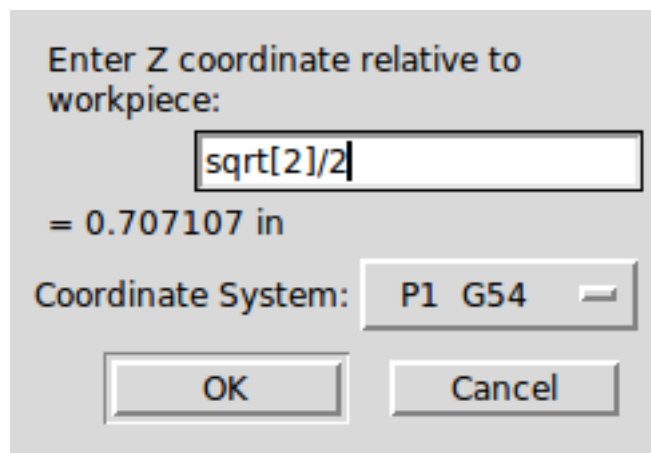 Enter Z coordinate relative to
workpiece:
sqrt[2]/2
= 0.707107 in
Coordinate System: P1 G54
OK Cancel